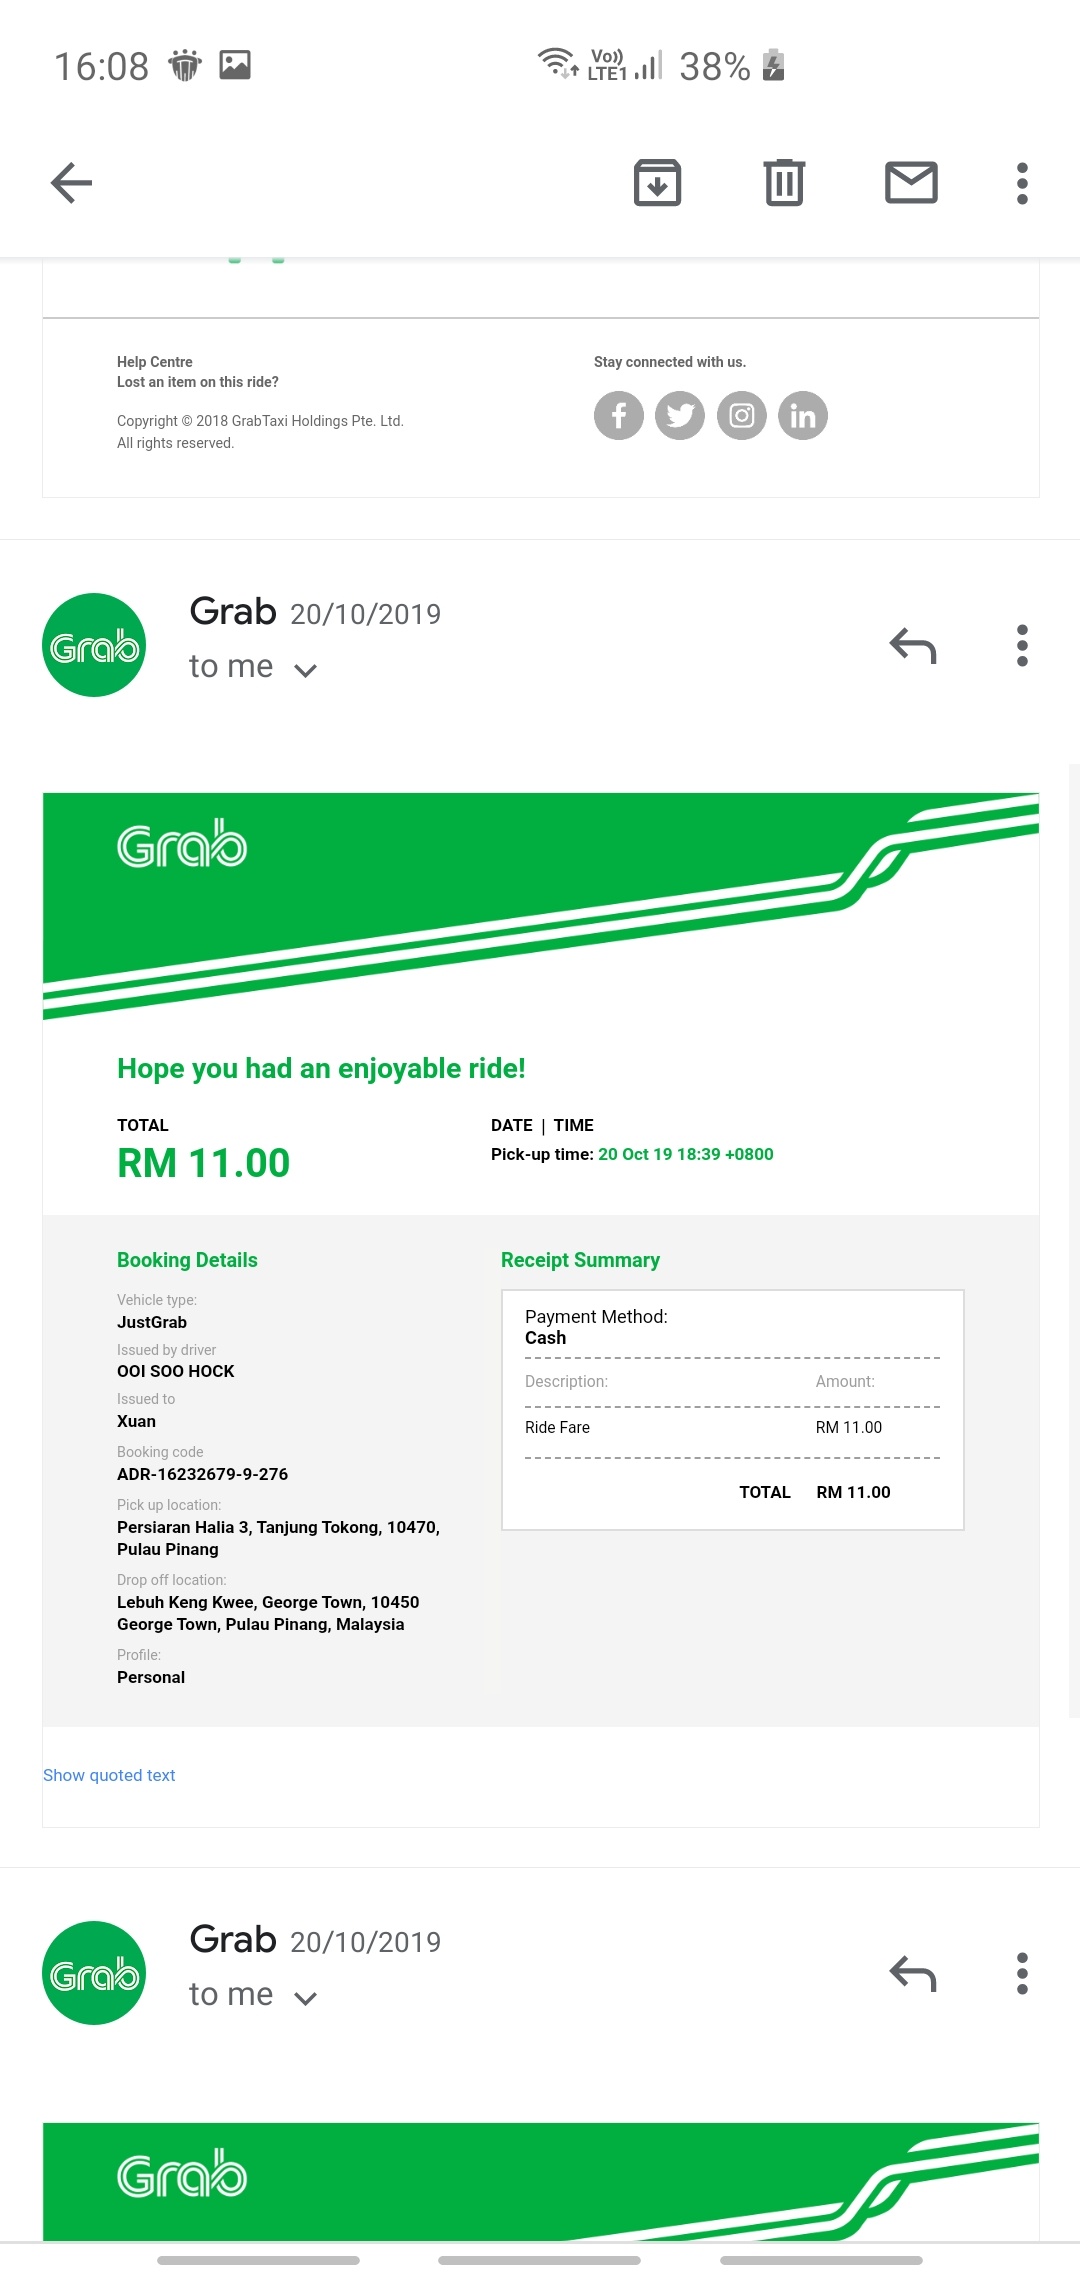 16:08
Vo)) LTE1 38%
Help Centre
Lost an item on this ride?
Copyright © 2018 GrabTaxi Holdings Pte. Ltd.
All rights reserved.
Stay connected with us.
Grab 20/10/2019
to me
Grab
Grab
Hope you had an enjoyable ride!
TOTAL
RM 11.00
DATE | TIME
Pick-up time: 20 Oct 19 18:39 +0800
Booking Details
Vehicle type:
JustGrab
Issued by driver
OOI SOO HOCK
Issued to
Xuan
Booking code
ADR-16232679-9-276
Pick up location:
Persiaran Halia 3, Tanjung Tokong, 10470,
Pulau Pinang
Drop off location:
Lebuh Keng Kwee, George Town, 10450
George Town, Pulau Pinang, Malaysia
Profile:
Personal
Receipt Summary
Payment Method:
Cash
Description: Amount:
Ride Fare RM 11.00
TOTAL RM 11.00
Show quoted text
Grab 20/10/2019
to me
Grab
Grab